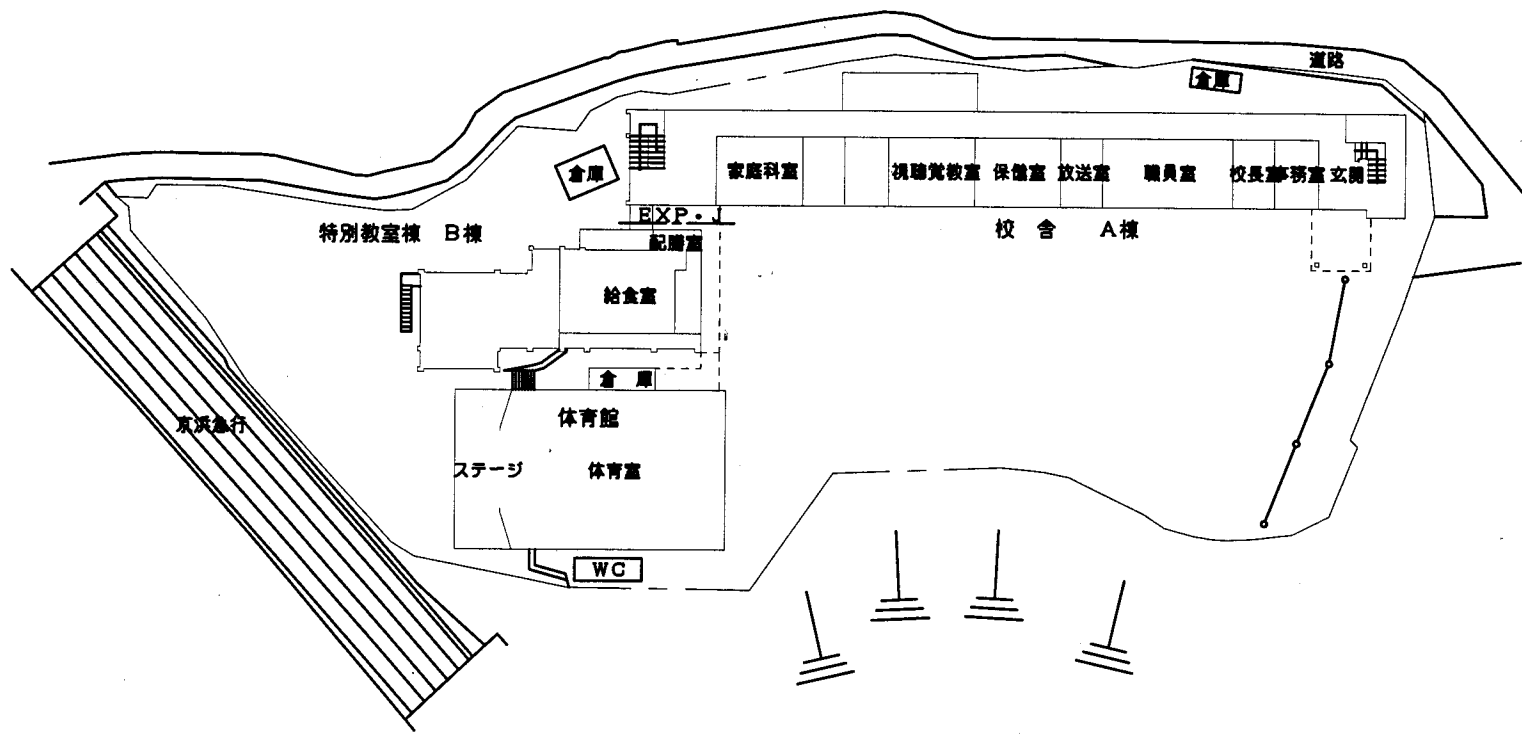 道路
倉庫
倉庫
家庭科室
視聴覚教室
保健室
放送室
職員室
校長室
事務室
玄関
EXP・J
特別教室棟 B棟
配膳室
校舎 A棟
給食室
倉庫
体育館
京浜急行
ステージ
体育室
WC